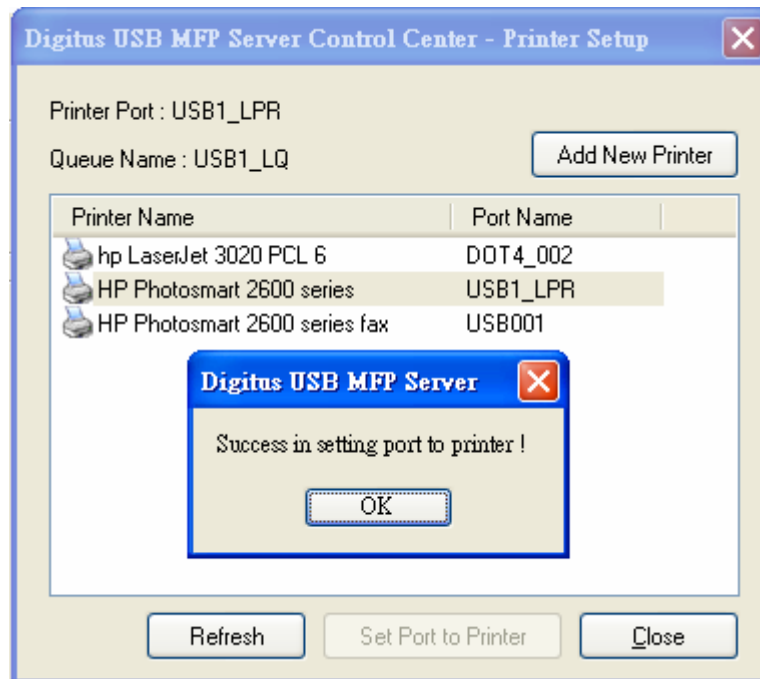 Digitus USB MFP Server Control Center - Printer Setup
Printer Port : USB1_LPR
Queue Name : USB1_LQ
Add New Printer
Printer Name Port Name
hp LaserJet 3020 PCL 6 DOT4_002
HP Photosmart 2600 series USB1_LPR
HP Photosmart 2600 series fax USB001
Digitus USB MFP Server
Success in setting port to printer !
OK
Refresh Set Port to Printer Close